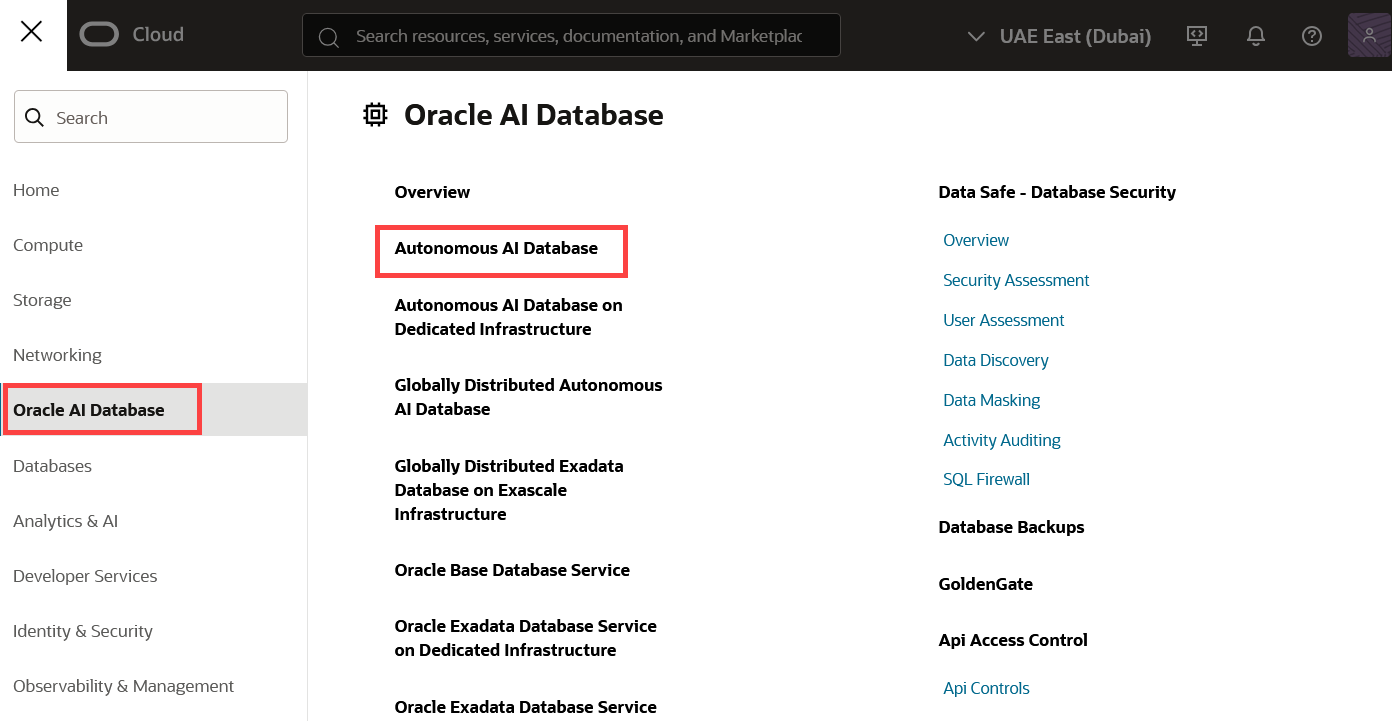 Cloud
Search resources, services, documentation, and Marketplac
UAE East (Dubai)
Search
Home
Compute
Storage
Networking
Oracle AI Database
Databases
Analytics & AI
Developer Services
Identity & Security
Observability & Management
Oracle AI Database
Overview
Autonomous AI Database
Autonomous AI Database on
Dedicated Infrastructure
Globally Distributed Autonomous
AI Database
Globally Distributed Exadata
Database on Exascale
Infrastructure
Oracle Base Database Service
Oracle Exadata Database Service
on Dedicated Infrastructure
Oracle Exadata Database Service
Data Safe - Database Security
Overview
Security Assessment
User Assessment
Data Discovery
Data Masking
Activity Auditing
SQL Firewall
Database Backups
GoldenGate
Api Access Control
Api Controls